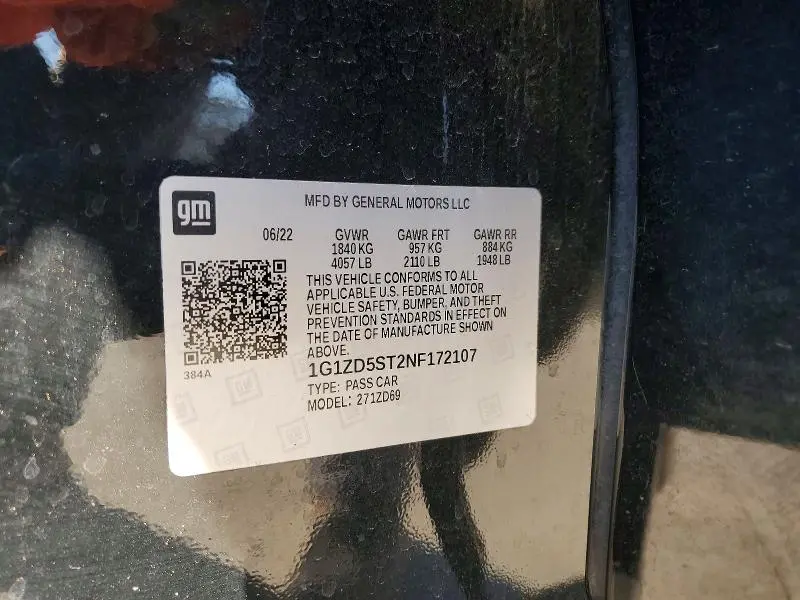 gm
MFD BY GENERAL MOTORS LLC
06/22 GVWR GAWR FRT GAWR RR
1840 KG 957 KG 884 KG
4057 LB 2110 LB 1948 LB
THIS VEHICLE CONFORMS TO ALL
APPLICABLE U.S. FEDERAL MOTOR
VEHICLE SAFETY, BUMPER, AND THEFT
PREVENTION STANDARDS IN EFFECT ON
THE DATE OF MANUFACTURE SHOWN
ABOVE.
384A
1G1ZD5ST2NF172107
TYPE: PASS CAR
MODEL: 271ZD69